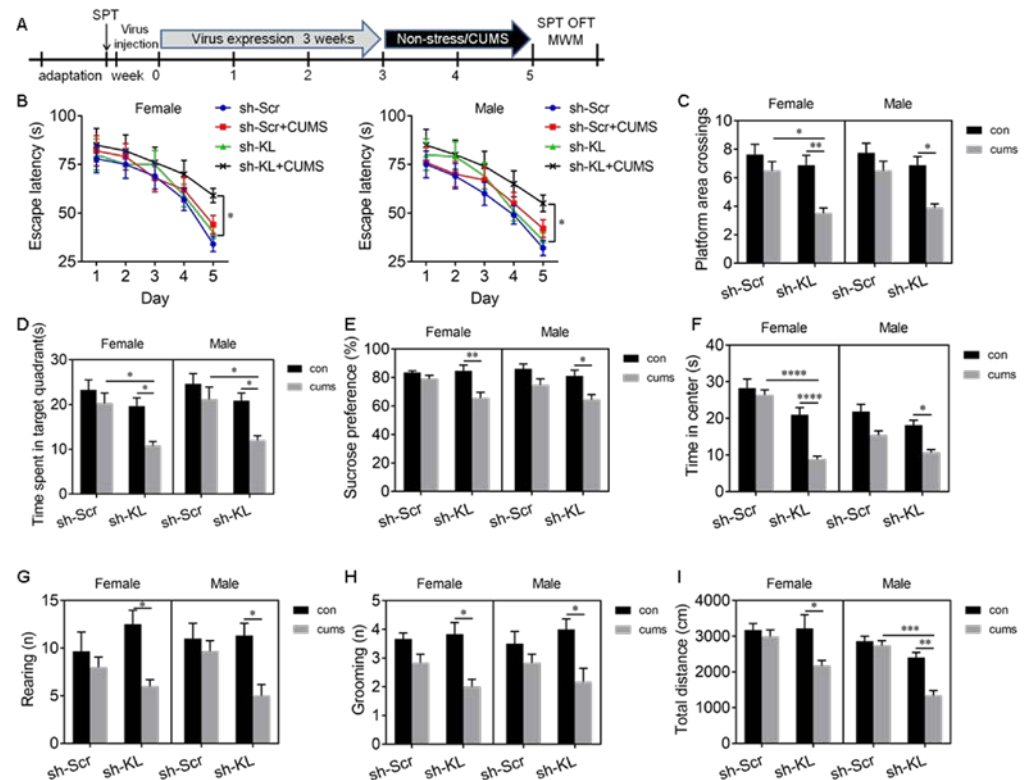 A
SPT
Virus
injection
Virus expression 3 weeks
Non-stress/CUMS
SPT OFT
MWM
adaptation week 0 1 2 3 4 5
B
Female
Escape latency (s)
100
75
50
25
1 2 3 4 5
Day
sh-Scr
sh-Scr+CUMS
sh-KL
sh-KL+CUMS
*
Male
Escape latency (s)
100
75
50
25
1 2 3 4 5
Day
sh-Scr
sh-Scr+CUMS
sh-KL
sh-KL+CUMS
*
C
Female Male
Platform area crossings
10
8
6
4
2
0
* ** *
sh-Scr sh-KL sh-Scr sh-KL
con
cums
D
Female Male
Time spent in target quadrant(s)
30
20
10
0
* * * *
sh-Scr sh-KL sh-Scr sh-KL
con
cums
E
Female Male
Sucrose preference (%)
100
80
60
40
20
0
** *
sh-Scr sh-KL sh-Scr sh-KL
con
cums
F
Female Male
Time in center (s)
40
30
20
10
0
**** **** *
sh-Scr sh-KL sh-Scr sh-KL
con
cums
G
Female Male
Rearing (n)
15
10
5
0
* *
sh-Scr sh-KL sh-Scr sh-KL
con
cums
H
Female Male
Grooming (n)
5
4
3
2
1
0
* *
sh-Scr sh-KL sh-Scr sh-KL
con
cums
I
Female Male
Total distance (cm)
4000
3000
2000
1000
0
* *** **
sh-Scr sh-KL sh-Scr sh-KL
con
cums